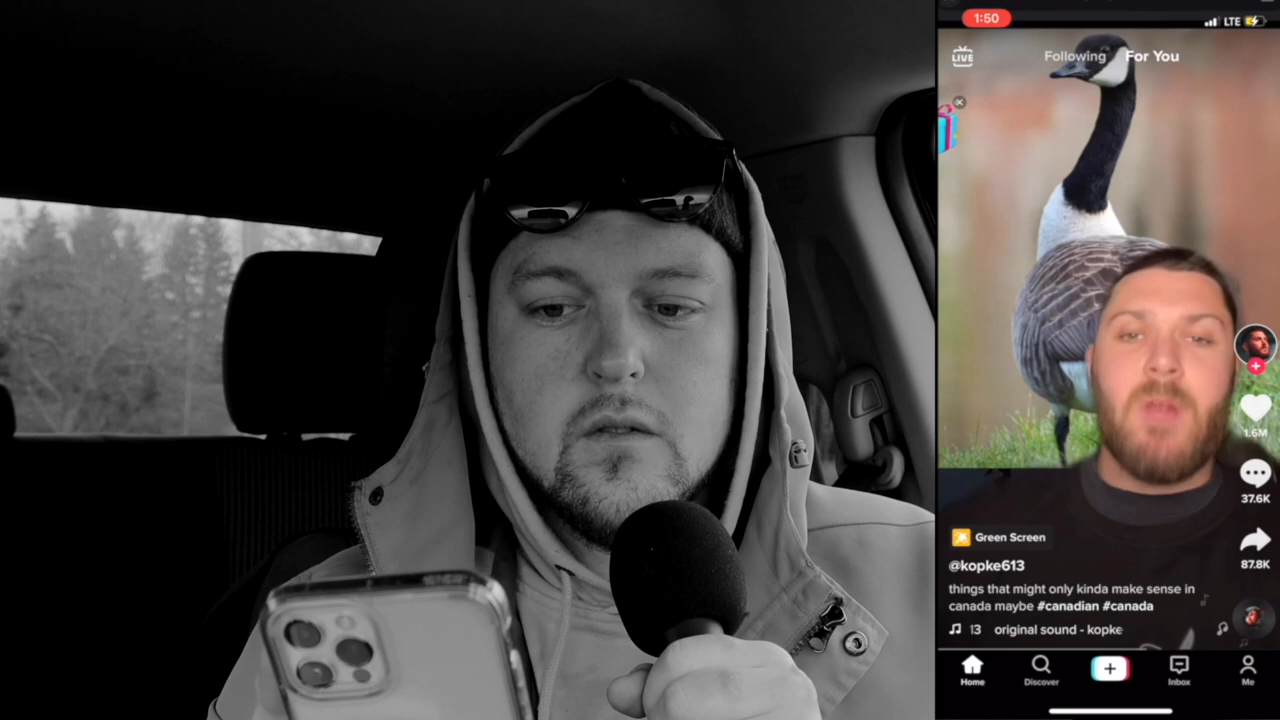 1:50
LTE
LIVE
Following
For You
1.6M
37.6K
87.8K
Green Screen
@kopke613
things that might only kinda make sense in
canada maybe #canadian #canada
13 original sound - kopke
Home
Discover
Inbox
Me